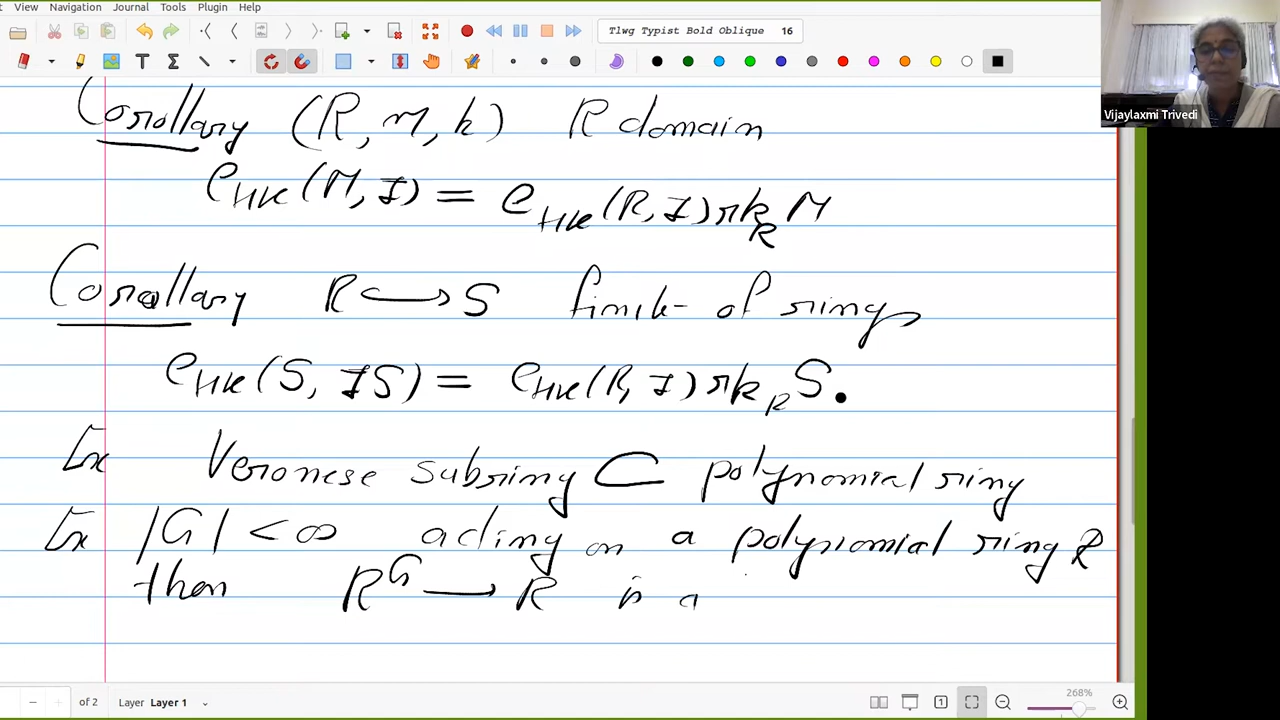 View Navigation Journal Tools Plugin Help
Tlwg Typist Bold Oblique 16
Vijaylaxmi Trivedi
Corollary (R, m, k) R domain
e_HK(M, I) = e_HK(R, I) rk_R M
Corollary R ↪ S finite of rings
e_HK(S, IS) = e_HK(R, I) rk_R S.
Ex Veronese subring ⊂ polynomial ring
Ex |G| < ∞ acting on a polynomial ring R
then R^G → R is a
of 2 Layer Layer 1
268%